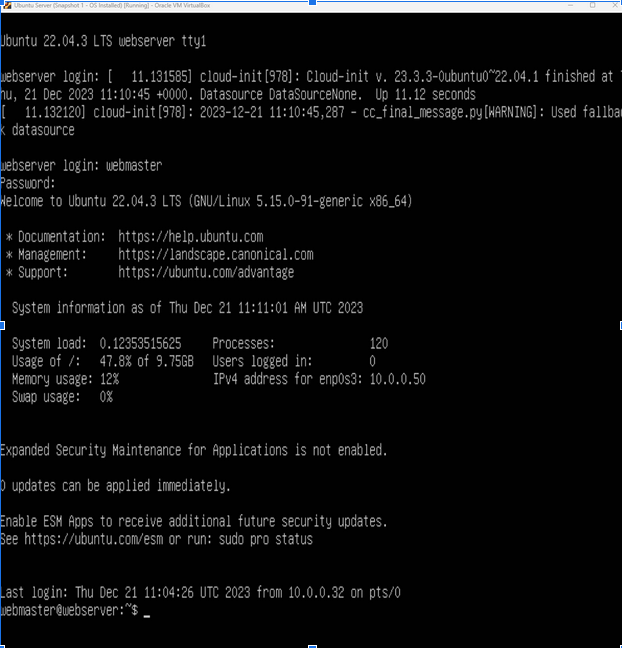 Ubuntu Server (Snapshot 1 - OS Installed) [Running] - Oracle VM VirtualBox
Ubuntu 22.04.3 LTS webserver tty1
webserver login: [   11.131585] cloud-init[978]: Cloud-init v. 23.3.3-0ubuntu0~22.04.1 finished at T
hu, 21 Dec 2023 11:10:45 +0000. Datasource DataSourceNone.  Up 11.12 seconds
[   11.132120] cloud-init[978]: 2023-12-21 11:10:45,287 - cc_final_message.py[WARNING]: Used fallbac
k datasource
webserver login: webmaster
Password:
Welcome to Ubuntu 22.04.3 LTS (GNU/Linux 5.15.0-91-generic x86_64)
* Documentation:  https://help.ubuntu.com
* Management:     https://landscape.canonical.com
* Support:        https://ubuntu.com/advantage
System information as of Thu Dec 21 11:11:01 AM UTC 2023
System load:  0.12353515625     Processes:               120
Usage of /:   47.8% of 9.75GB   Users logged in:         0
Memory usage: 12%               IPv4 address for enp0s3: 10.0.0.50
Swap usage:   0%
Expanded Security Maintenance for Applications is not enabled.
0 updates can be applied immediately.
Enable ESM Apps to receive additional future security updates.
See https://ubuntu.com/esm or run: sudo pro status
Last login: Thu Dec 21 11:04:26 UTC 2023 from 10.0.0.32 on pts/0
webmaster@webserver:~$ _